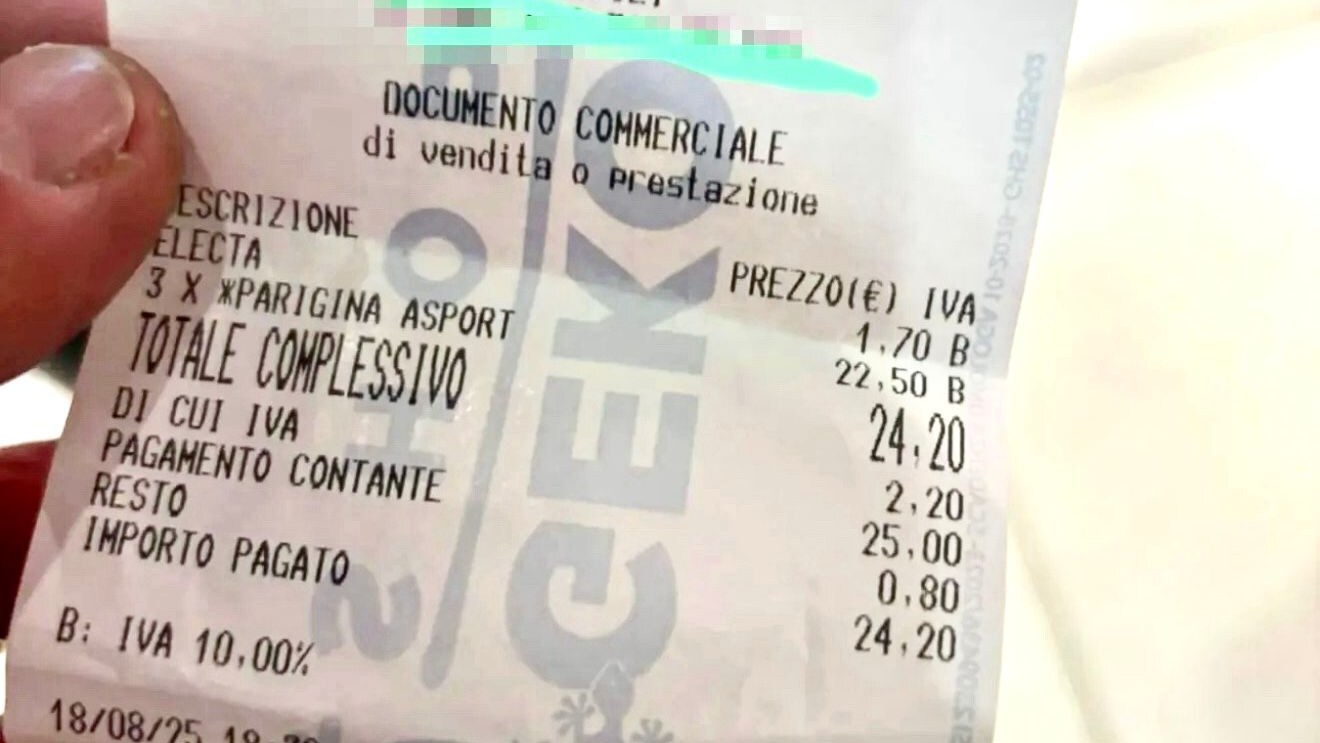 DOCUMENTO COMMERCIALE
di vendita o prestazione
ESCRIZIONE PREZZO(€) IVA
ELECTA 1,70 B
3 X *PARIGINA ASPORT 22,50 B
TOTALE COMPLESSIVO 24,20
DI CUI IVA 2,20
PAGAMENTO CONTANTE 25,00
RESTO 0,80
IMPORTO PAGATO 24,20
B: IVA 10,00%
18/08/25
GEKO